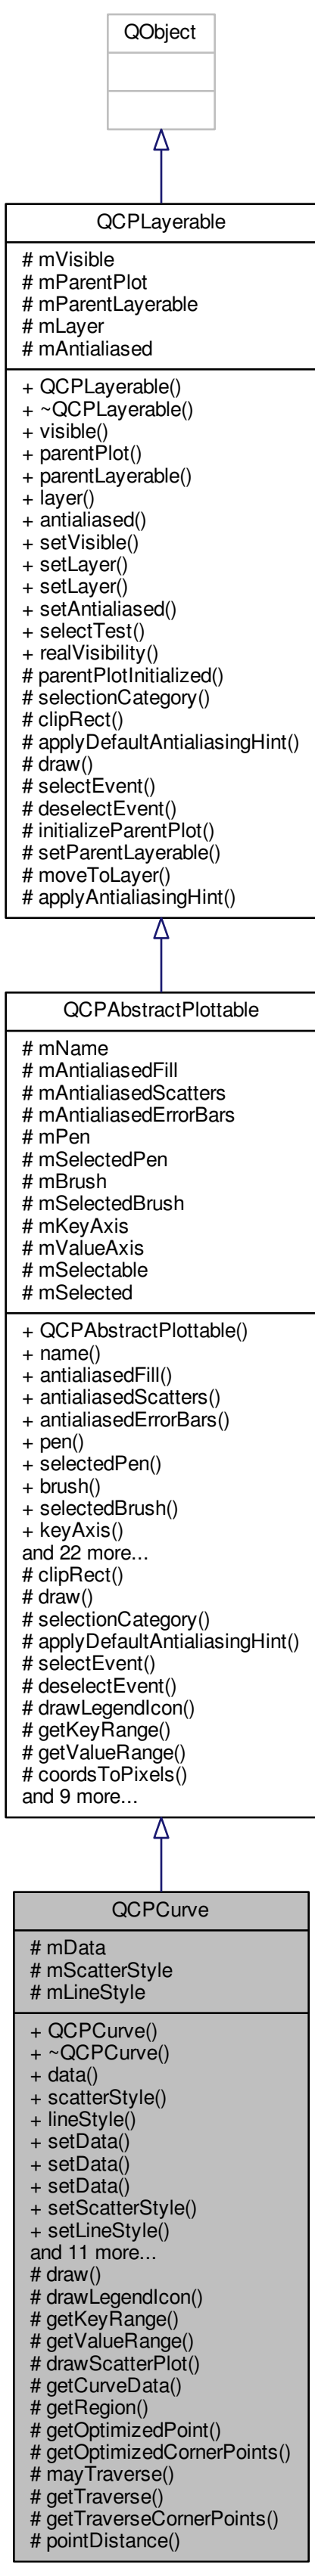 QObject
QCPLayerable
# mVisible
# mParentPlot
# mParentLayerable
# mLayer
# mAntialiased
+ QCPLayerable()
+ ~QCPLayerable()
+ visible()
+ parentPlot()
+ parentLayerable()
+ layer()
+ antialiased()
+ setVisible()
+ setLayer()
+ setLayer()
+ setAntialiased()
+ selectTest()
+ realVisibility()
# parentPlotInitialized()
# selectionCategory()
# clipRect()
# applyDefaultAntialiasingHint()
# draw()
# selectEvent()
# deselectEvent()
# initializeParentPlot()
# setParentLayerable()
# moveToLayer()
# applyAntialiasingHint()
QCPAbstractPlottable
# mName
# mAntialiasedFill
# mAntialiasedScatters
# mAntialiasedErrorBars
# mPen
# mSelectedPen
# mBrush
# mSelectedBrush
# mKeyAxis
# mValueAxis
# mSelectable
# mSelected
+ QCPAbstractPlottable()
+ name()
+ antialiasedFill()
+ antialiasedScatters()
+ antialiasedErrorBars()
+ pen()
+ selectedPen()
+ brush()
+ selectedBrush()
+ keyAxis()
and 22 more...
# clipRect()
# draw()
# selectionCategory()
# applyDefaultAntialiasingHint()
# selectEvent()
# deselectEvent()
# drawLegendIcon()
# getKeyRange()
# getValueRange()
# coordsToPixels()
and 9 more...
QCPCurve
# mData
# mScatterStyle
# mLineStyle
+ QCPCurve()
+ ~QCPCurve()
+ data()
+ scatterStyle()
+ lineStyle()
+ setData()
+ setData()
+ setData()
+ setScatterStyle()
+ setLineStyle()
and 11 more...
# draw()
# drawLegendIcon()
# getKeyRange()
# getValueRange()
# drawScatterPlot()
# getCurveData()
# getRegion()
# getOptimizedPoint()
# getOptimizedCornerPoints()
# mayTraverse()
# getTraverse()
# getTraverseCornerPoints()
# pointDistance()